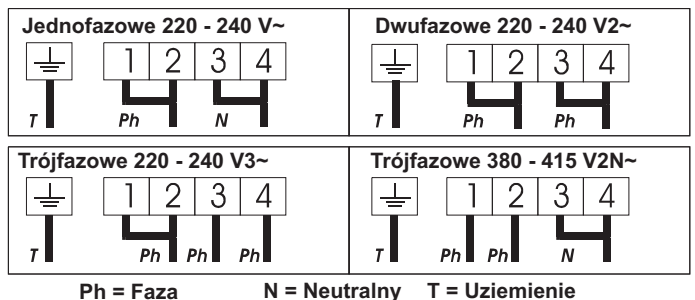 Jednofazowe 220 - 240 V~
1 2 3 4
T Ph N
Dwufazowe 220 - 240 V2~
1 2 3 4
T Ph Ph
Trójfazowe 220 - 240 V3~
1 2 3 4
T Ph Ph Ph
Trójfazowe 380 - 415 V2N~
1 2 3 4
T Ph Ph N
Ph = Faza N = Neutralny T = Uziemienie